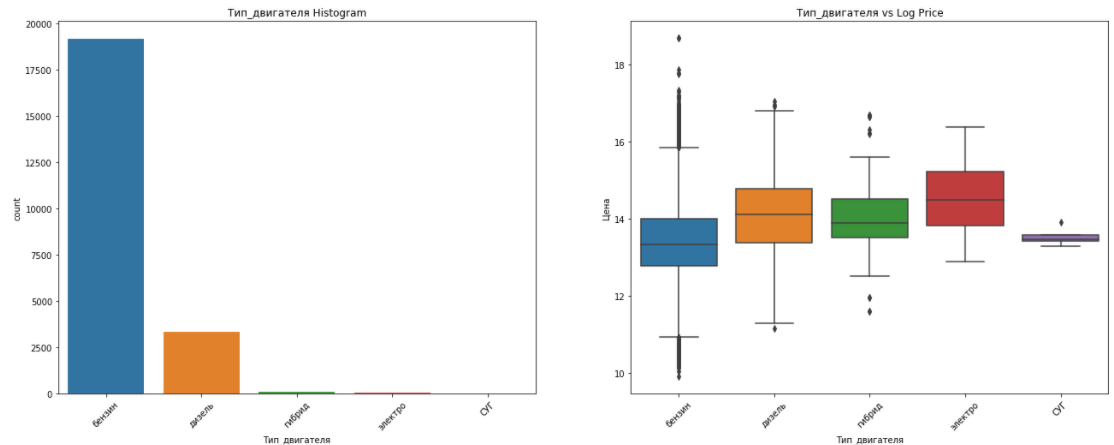 Тип_двигателя Histogram
20000
17500
15000
12500
10000
7500
5000
2500
0
count
бензин
дизель
гибрид
электро
СУГ
Тип_двигателя
Тип_двигателя vs Log Price
18
16
14
12
10
Цена
бензин
дизель
гибрид
электро
СУГ
Тип_двигателя